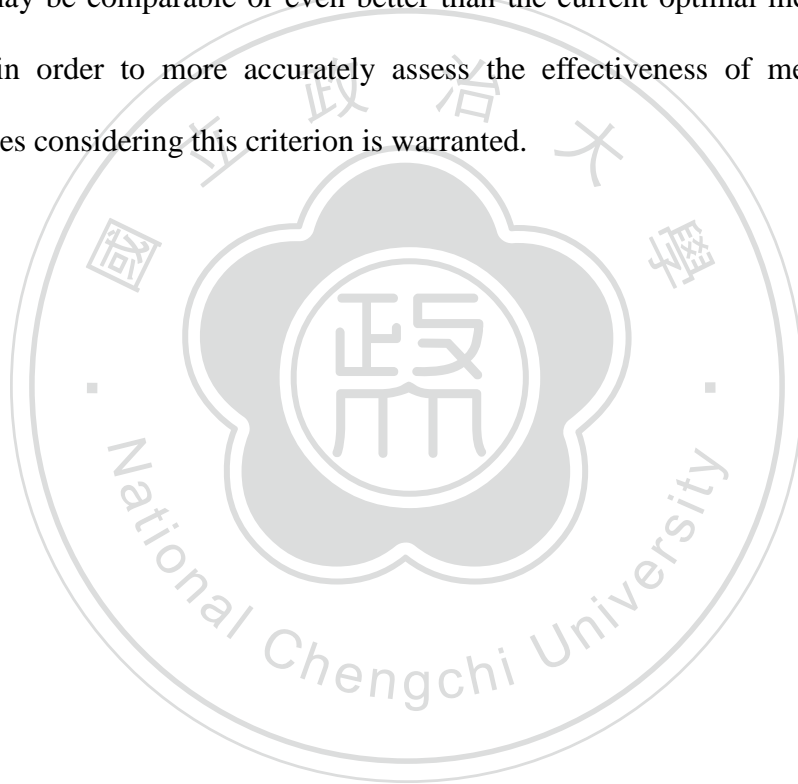 may be comparable or even better than the current optimal
in order to more accurately assess the effectiveness of
considering this criterion is warranted.
國立政治大學
National Chengchi University